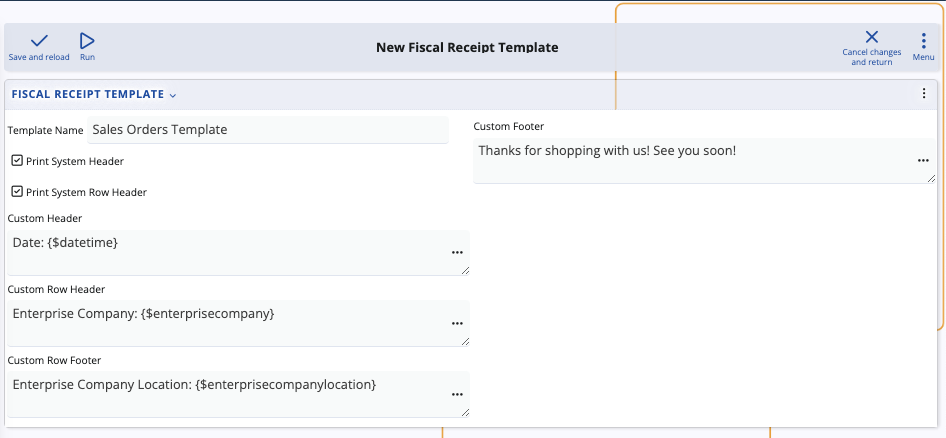 New Fiscal Receipt Template
Save and reload
Run
Cancel changes
and return
Menu
FISCAL RECEIPT TEMPLATE
Template Name
Sales Orders Template
Print System Header
Print System Row Header
Custom Header
Date: {$datetime}
Custom Row Header
Enterprise Company: {$enterprisecompany}
Custom Row Footer
Enterprise Company Location: {$enterprisecompanylocation}
Custom Footer
Thanks for shopping with us! See you soon!